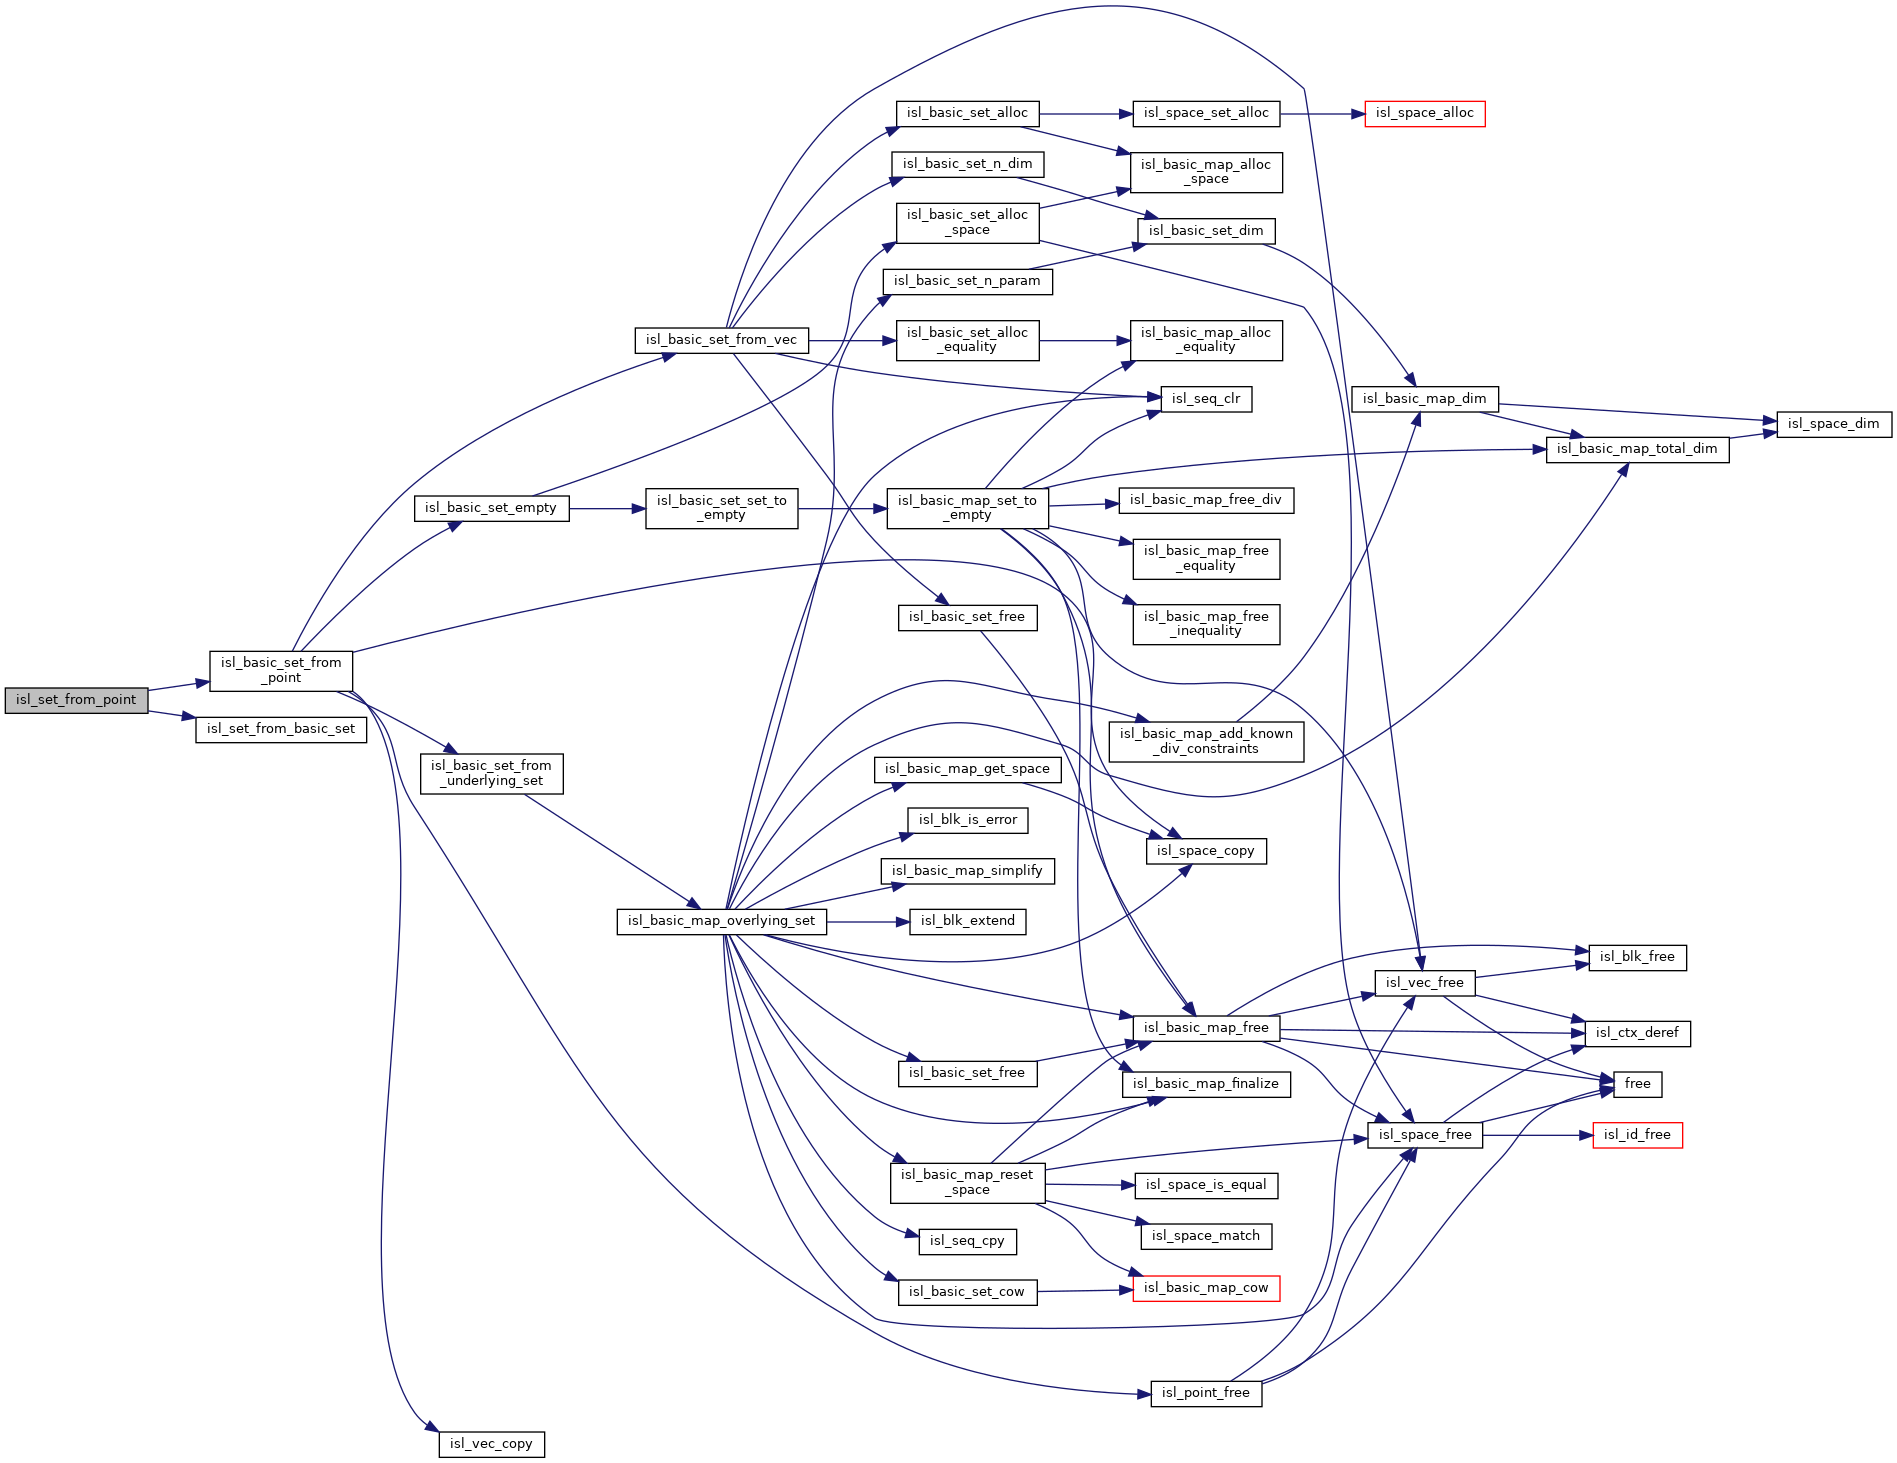 isl_set_from_point
isl_basic_set_from
_point
isl_set_from_basic_set
isl_basic_set_empty
isl_basic_set_from
_underlying_set
isl_vec_copy
isl_basic_set_from_vec
isl_basic_set_set_to
_empty
isl_basic_map_overlying_set
isl_basic_set_alloc
isl_basic_set_n_dim
isl_basic_set_alloc
_space
isl_basic_set_n_param
isl_basic_set_alloc
_equality
isl_basic_map_set_to
_empty
isl_basic_set_free
isl_basic_map_get_space
isl_blk_is_error
isl_basic_map_simplify
isl_blk_extend
isl_basic_set_free
isl_basic_map_reset
_space
isl_seq_cpy
isl_basic_set_cow
isl_space_set_alloc
isl_basic_map_alloc
_space
isl_basic_set_dim
isl_basic_map_alloc
_equality
isl_seq_clr
isl_basic_map_free_div
isl_basic_map_free
_equality
isl_basic_map_free
_inequality
isl_basic_map_add_known
_div_constraints
isl_space_copy
isl_basic_map_free
isl_basic_map_finalize
isl_space_is_equal
isl_space_match
isl_basic_map_cow
isl_point_free
isl_space_alloc
isl_basic_map_dim
isl_vec_free
isl_space_free
isl_basic_map_total_dim
isl_blk_free
isl_ctx_deref
free
isl_id_free
isl_space_dim